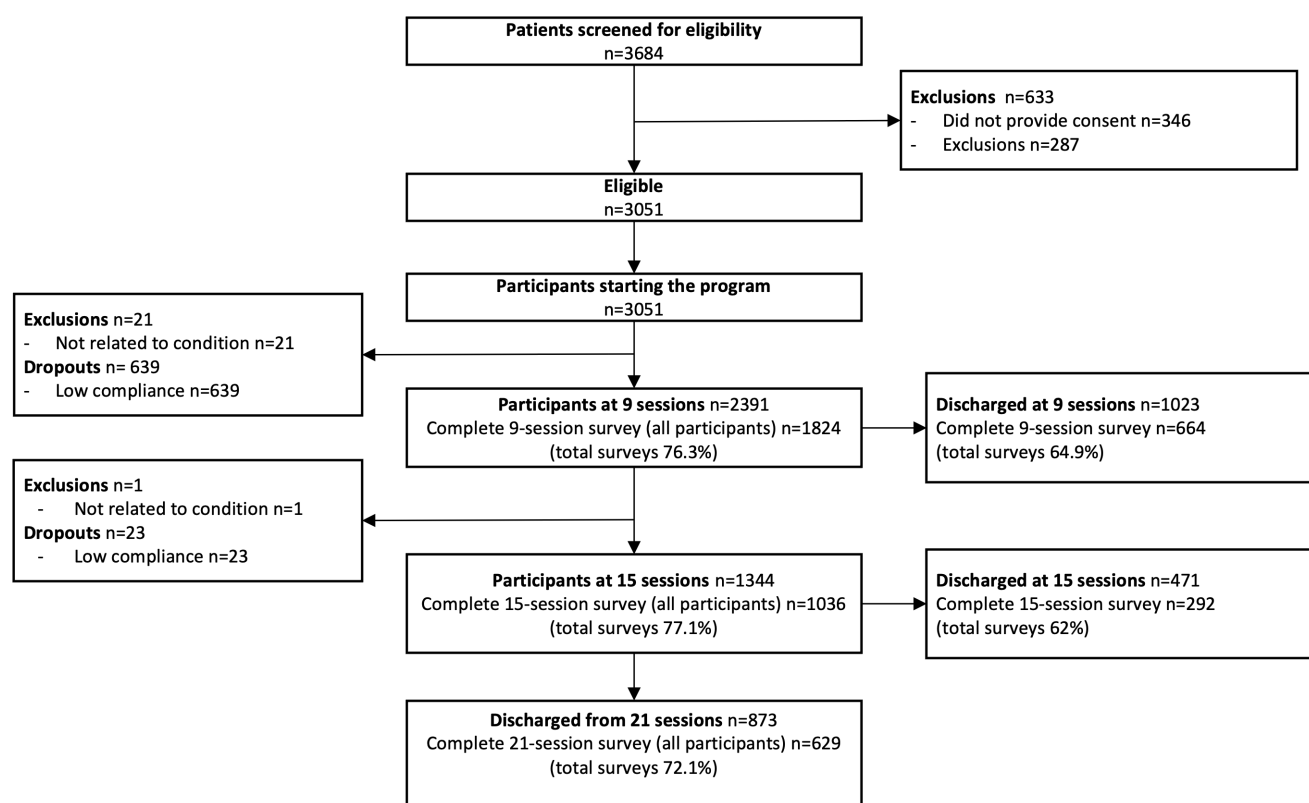 Patients screened for eligibility
n=3684
Exclusions  n=633
-   Did not provide consent n=346
-   Exclusions n=287
Eligible
n=3051
Participants starting the program
n=3051
Exclusions n=21
-   Not related to condition n=21
Dropouts n= 639
-   Low compliance n=639
Participants at 9 sessions n=2391
Complete 9-session survey (all participants) n=1824
(total surveys 76.3%)
Discharged at 9 sessions n=1023
Complete 9-session survey n=664
(total surveys 64.9%)
Exclusions n=1
-   Not related to condition n=1
Dropouts n=23
-   Low compliance n=23
Participants at 15 sessions n=1344
Complete 15-session survey (all participants) n=1036
(total surveys 77.1%)
Discharged at 15 sessions n=471
Complete 15-session survey n=292
(total surveys 62%)
Discharged from 21 sessions n=873
Complete 21-session survey (all participants) n=629
(total surveys 72.1%)